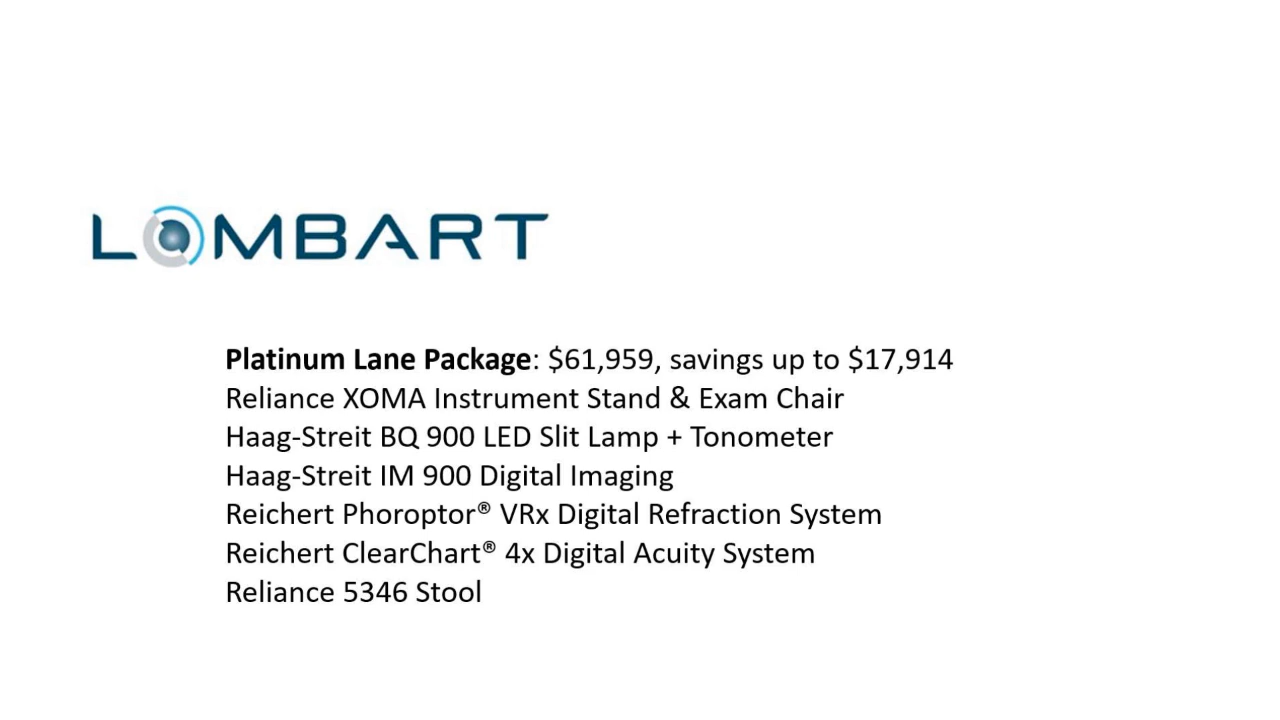 LOMBART
Platinum Lane Package: $61,959, savings up to $17,914
Reliance XOMA Instrument Stand & Exam Chair
Haag-Streit BQ 900 LED Slit Lamp + Tonometer
Haag-Streit IM 900 Digital Imaging
Reichert Phoroptor® VRx Digital Refraction System
Reichert ClearChart® 4x Digital Acuity System
Reliance 5346 Stool